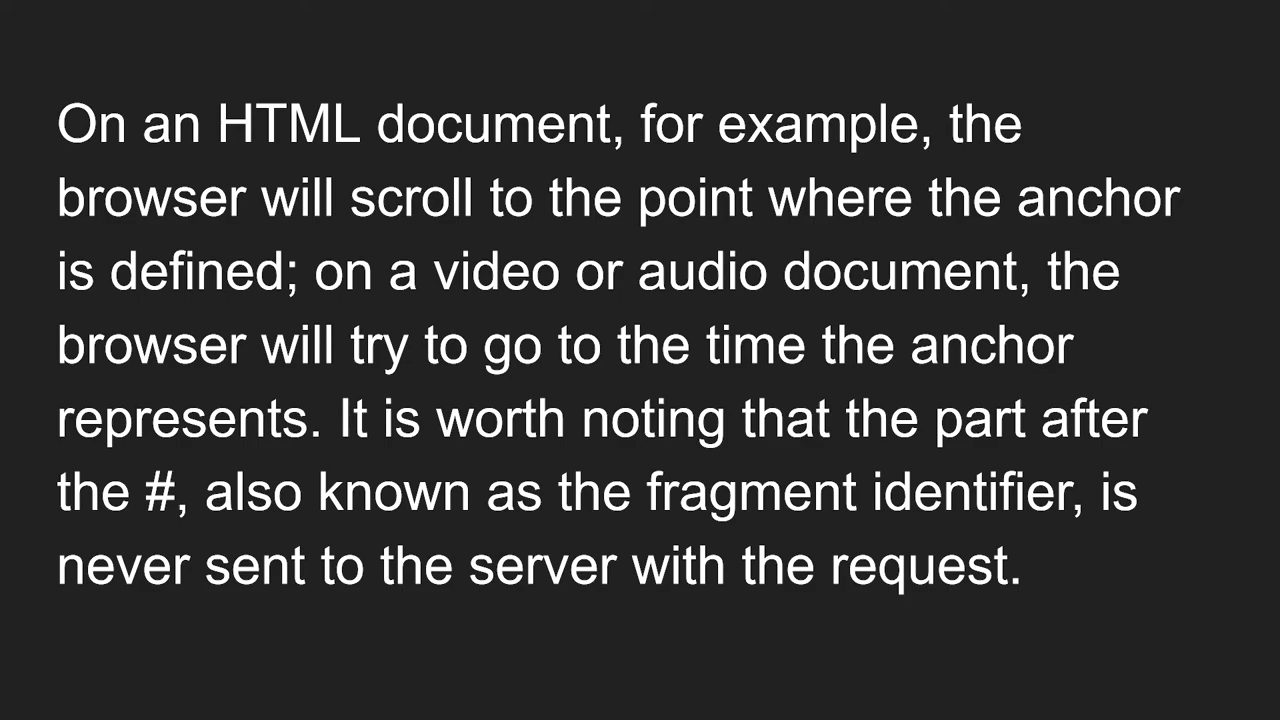 On an HTML document, for example, the
browser will scroll to the point where the anchor
is defined; on a video or audio document, the
browser will try to go to the time the anchor
represents. It is worth noting that the part after
the #, also known as the fragment identifier, is
never sent to the server with the request.